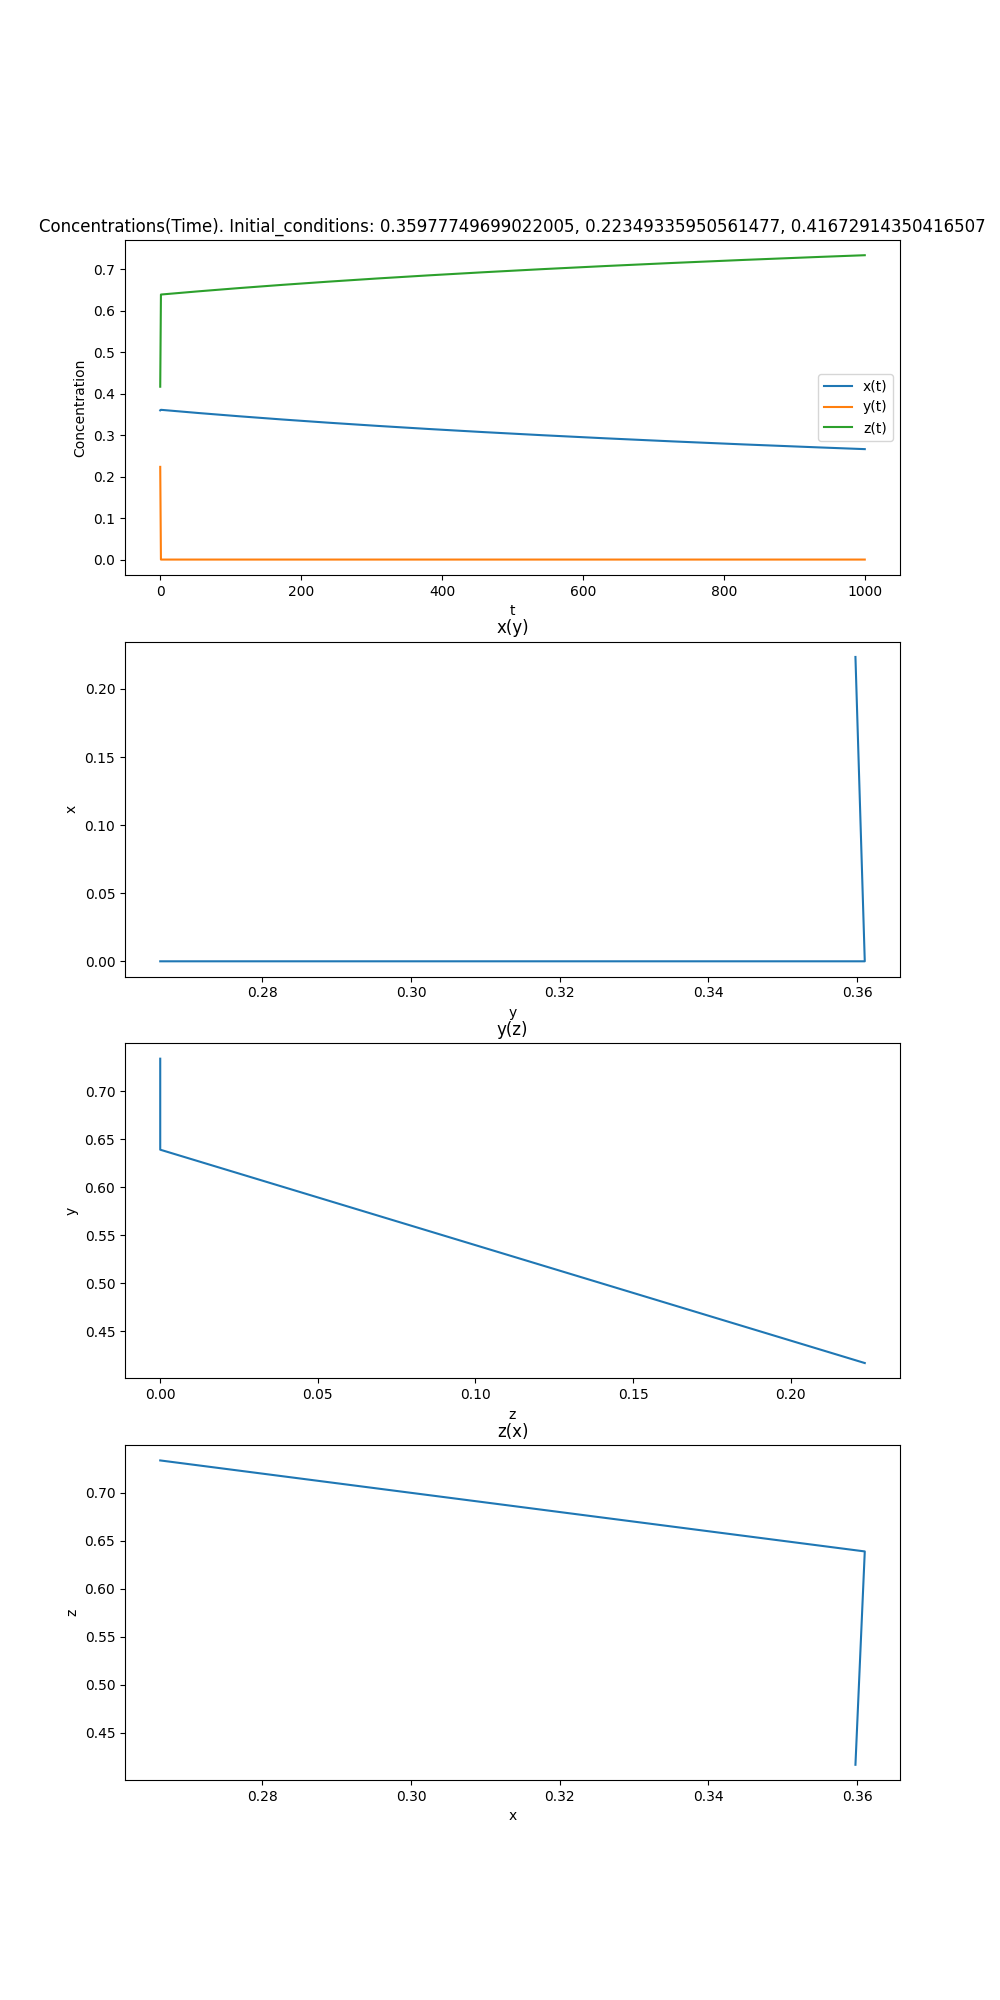 Concentrations(Time). Initial_conditions: 0.35977749699022005, 0.22349335950561477, 0.41672914350416507
0.7
0.6
0.5
0.4
0.3
0.2
0.1
0.0
Concentration
x(t)
y(t)
z(t)
0 200 400 600 800 1000
t
x(y)
0.20
0.15
0.10
0.05
0.00
x
0.28 0.30 0.32 0.34 0.36
y
y(z)
0.70
0.65
0.60
0.55
0.50
0.45
y
0.00 0.05 0.10 0.15 0.20
z
z(x)
0.70
0.65
0.60
0.55
0.50
0.45
z
0.28 0.30 0.32 0.34 0.36
x